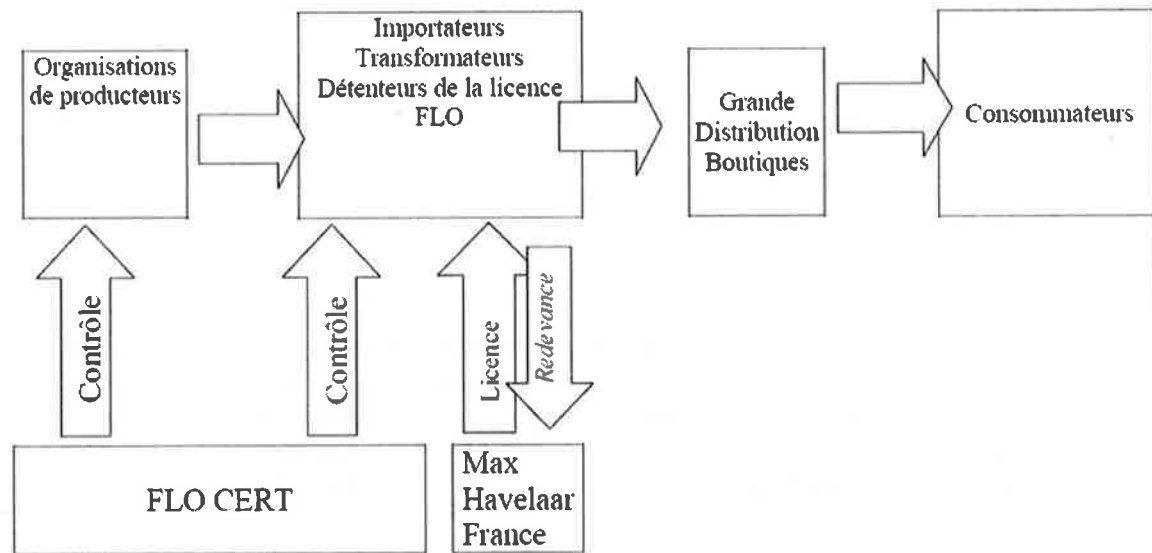 Organisations
de producteurs
Importateurs
Transformateurs
Détenteurs de la licence
FLO
Grande
Distribution
Boutiques
Consommateurs
Contrôle
Contrôle
Licence
Redevance
FLO CERT
Max
Havelaar
France